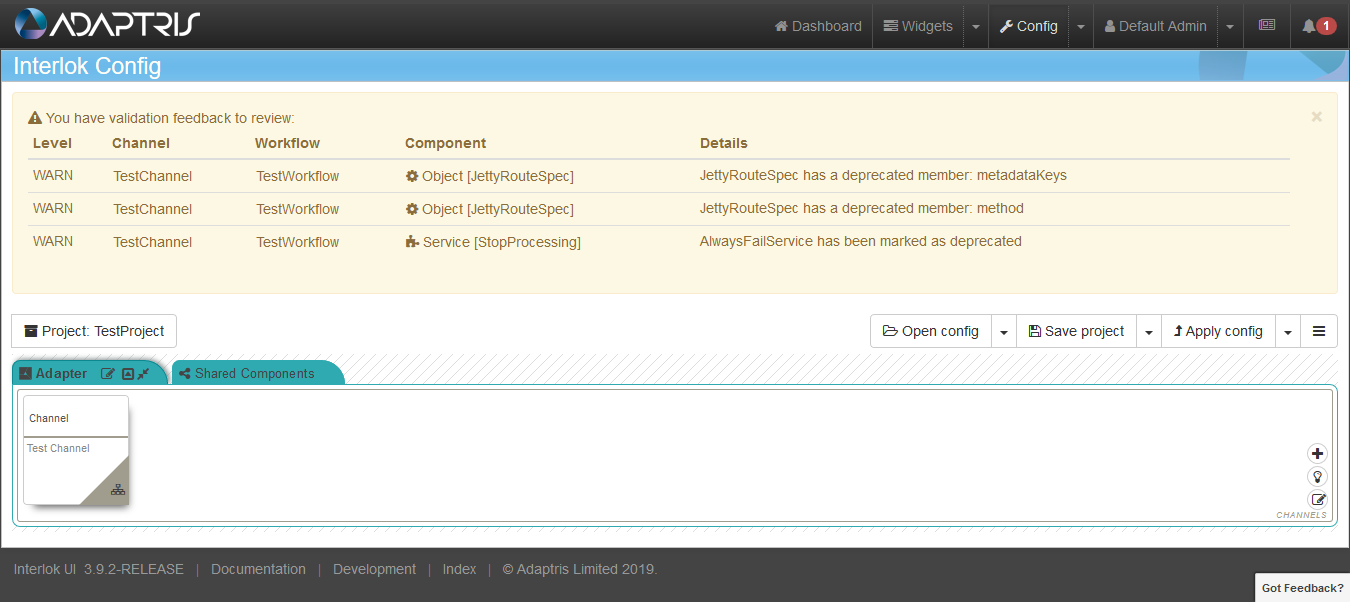 ADAPTRIS Dashboard Widgets Config Default Admin 1
Interlok Config
You have validation feedback to review: ×
Level Channel Workflow Component Details
WARN TestChannel TestWorkflow Object [JettyRouteSpec] JettyRouteSpec has a deprecated member: metadataKeys
WARN TestChannel TestWorkflow Object [JettyRouteSpec] JettyRouteSpec has a deprecated member: method
WARN TestChannel TestWorkflow Service [StopProcessing] AlwaysFailService has been marked as deprecated
Project: TestProject Open config Save project Apply config
Adapter Shared Components
Channel
Test Channel
CHANNELS
Interlok UI 3.9.2-RELEASE | Documentation | Development | Index | © Adaptris Limited 2019.
Got Feedback?